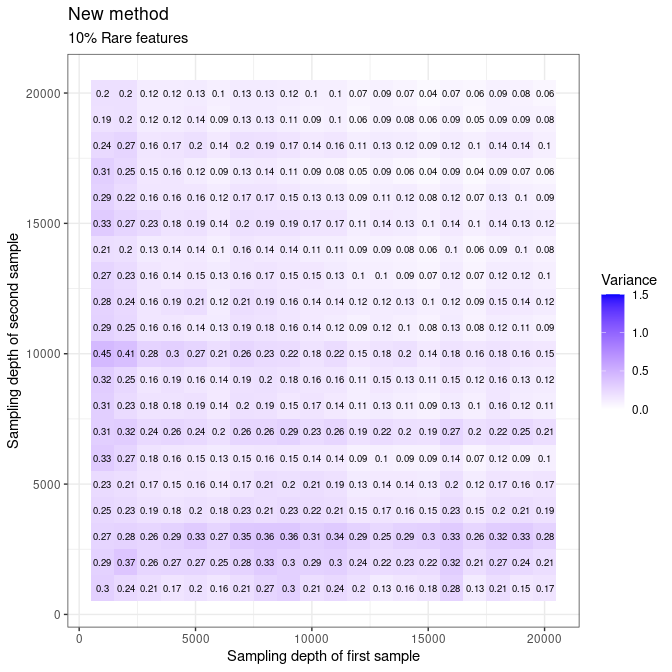 New method
10% Rare features
20000 0.2 0.2 0.12 0.12 0.13 0.1 0.13 0.13 0.12 0.1 0.1 0.07 0.09 0.07 0.04 0.07 0.06 0.09 0.08 0.06
0.19 0.2 0.12 0.12 0.14 0.09 0.13 0.13 0.11 0.09 0.1 0.06 0.09 0.08 0.06 0.09 0.05 0.09 0.09 0.08
0.24 0.27 0.16 0.17 0.2 0.14 0.2 0.19 0.17 0.14 0.16 0.11 0.13 0.12 0.09 0.12 0.1 0.14 0.14 0.1
0.31 0.25 0.15 0.16 0.12 0.09 0.13 0.14 0.11 0.09 0.08 0.05 0.09 0.06 0.04 0.09 0.04 0.09 0.07 0.06
0.29 0.22 0.16 0.16 0.16 0.12 0.17 0.17 0.15 0.13 0.13 0.09 0.11 0.12 0.08 0.12 0.07 0.13 0.1 0.09
15000 0.33 0.27 0.23 0.18 0.19 0.14 0.2 0.19 0.19 0.17 0.17 0.11 0.14 0.13 0.1 0.14 0.1 0.14 0.13 0.12
0.21 0.2 0.13 0.14 0.14 0.1 0.16 0.14 0.14 0.11 0.11 0.09 0.09 0.08 0.06 0.1 0.06 0.09 0.1 0.08
0.27 0.23 0.16 0.14 0.15 0.13 0.16 0.17 0.15 0.15 0.13 0.1 0.1 0.09 0.07 0.12 0.07 0.12 0.12 0.1
0.28 0.24 0.16 0.19 0.21 0.12 0.21 0.19 0.16 0.14 0.14 0.12 0.12 0.13 0.1 0.12 0.09 0.15 0.14 0.12
0.29 0.25 0.16 0.16 0.14 0.13 0.19 0.18 0.16 0.14 0.12 0.09 0.12 0.1 0.08 0.13 0.08 0.12 0.11 0.09
10000 0.45 0.41 0.28 0.3 0.27 0.21 0.26 0.23 0.22 0.18 0.22 0.15 0.18 0.2 0.14 0.18 0.16 0.18 0.16 0.15
0.32 0.25 0.16 0.19 0.16 0.14 0.19 0.2 0.18 0.16 0.16 0.11 0.15 0.13 0.11 0.15 0.12 0.16 0.13 0.12
0.31 0.23 0.18 0.18 0.19 0.14 0.2 0.19 0.15 0.17 0.14 0.11 0.13 0.11 0.09 0.13 0.1 0.16 0.12 0.11
0.31 0.32 0.24 0.26 0.24 0.2 0.26 0.26 0.29 0.23 0.26 0.19 0.22 0.2 0.19 0.27 0.2 0.22 0.25 0.21
0.33 0.27 0.18 0.16 0.15 0.13 0.15 0.16 0.15 0.14 0.14 0.09 0.1 0.09 0.09 0.14 0.07 0.12 0.09 0.1
5000 0.23 0.21 0.17 0.15 0.15 0.14 0.17 0.21 0.2 0.21 0.19 0.13 0.14 0.14 0.13 0.2 0.12 0.17 0.16 0.17
0.25 0.23 0.19 0.18 0.2 0.18 0.23 0.21 0.23 0.22 0.21 0.15 0.17 0.16 0.15 0.23 0.15 0.2 0.21 0.19
0.27 0.28 0.26 0.29 0.33 0.27 0.35 0.36 0.36 0.31 0.34 0.29 0.25 0.29 0.3 0.33 0.26 0.32 0.33 0.28
0.29 0.37 0.26 0.27 0.27 0.25 0.28 0.33 0.3 0.29 0.3 0.24 0.22 0.23 0.22 0.32 0.21 0.27 0.24 0.21
0.3 0.24 0.21 0.17 0.2 0.16 0.21 0.27 0.3 0.21 0.24 0.2 0.13 0.16 0.18 0.28 0.13 0.21 0.15 0.17
0
0 5000 10000 15000 20000
Sampling depth of first sample
Sampling depth of second sample
Variance
1.5
1.0
0.5
0.0